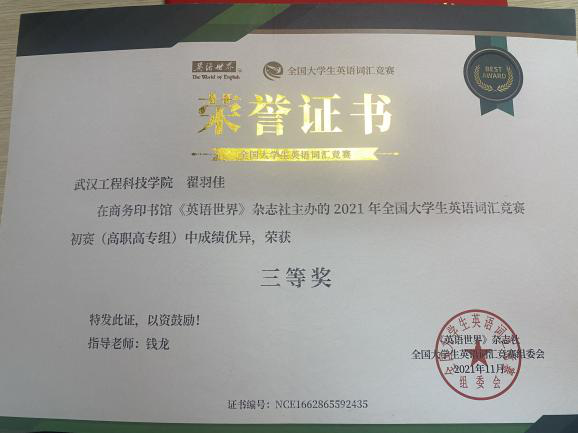 英语世界
The World of English
全国大学生英语词汇竞赛
BEST
AWARD
荣誉证书
全国大学生英语词汇竞赛
武汉工程科技学院 翟羽佳
在商务印书馆《英语世界》杂志社主办的 2021 年全国大学生英语词汇竞赛
初赛（高职高专组）中成绩优异，荣获
三等奖
特发此证，以资鼓励！
指导老师：钱龙
《英语世界》杂志社
全国大学生英语词汇竞赛组委会
2021年11月
组委会
证书编号：NCE1662865592435